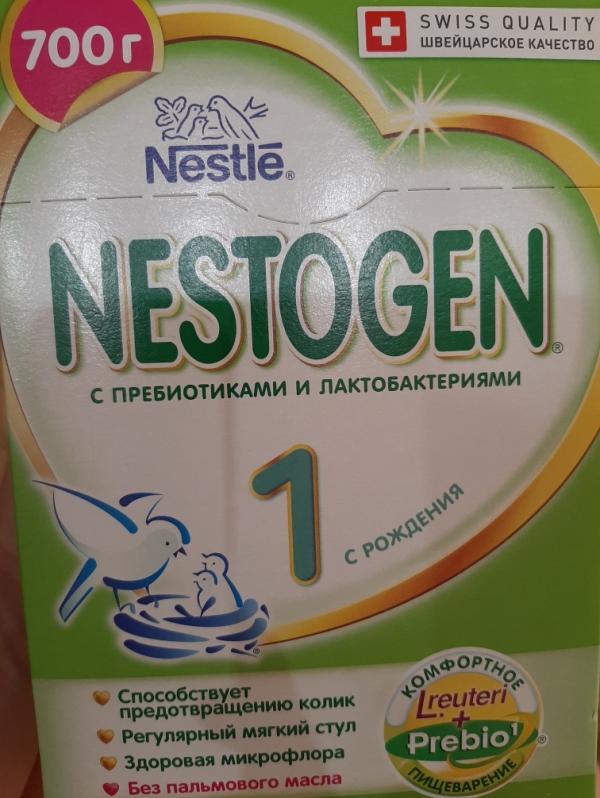 700 г
SWISS QUALITY
ШВЕЙЦАРСКОЕ КАЧЕСТВО
Nestlé®
NESTOGEN®
С ПРЕБИОТИКАМИ И ЛАКТОБАКТЕРИЯМИ
1
С РОЖДЕНИЯ
®
Способствует
предотвращению колик
Регулярный мягкий стул
Здоровая микрофлора
Без пальмового масла
КОМФОРТНОЕ
L.reuteri
+
Prebio1®
ПИЩЕВАРЕНИЕ